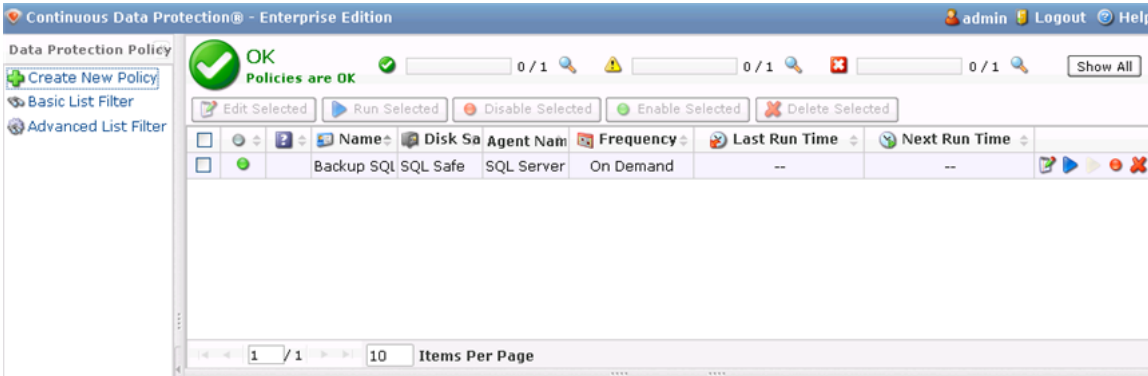 Continuous Data Protection® - Enterprise Edition
admin Logout Help
Data Protection Policy
Create New Policy
Basic List Filter
Advanced List Filter
OK
Policies are OK
0 / 1
0 / 1
0 / 1
Show All
Edit Selected Run Selected Disable Selected Enable Selected Delete Selected
Name Disk Sa Agent Nam Frequency Last Run Time Next Run Time
Backup SQL SQL Safe SQL Server On Demand -- --
1 / 1 10 Items Per Page